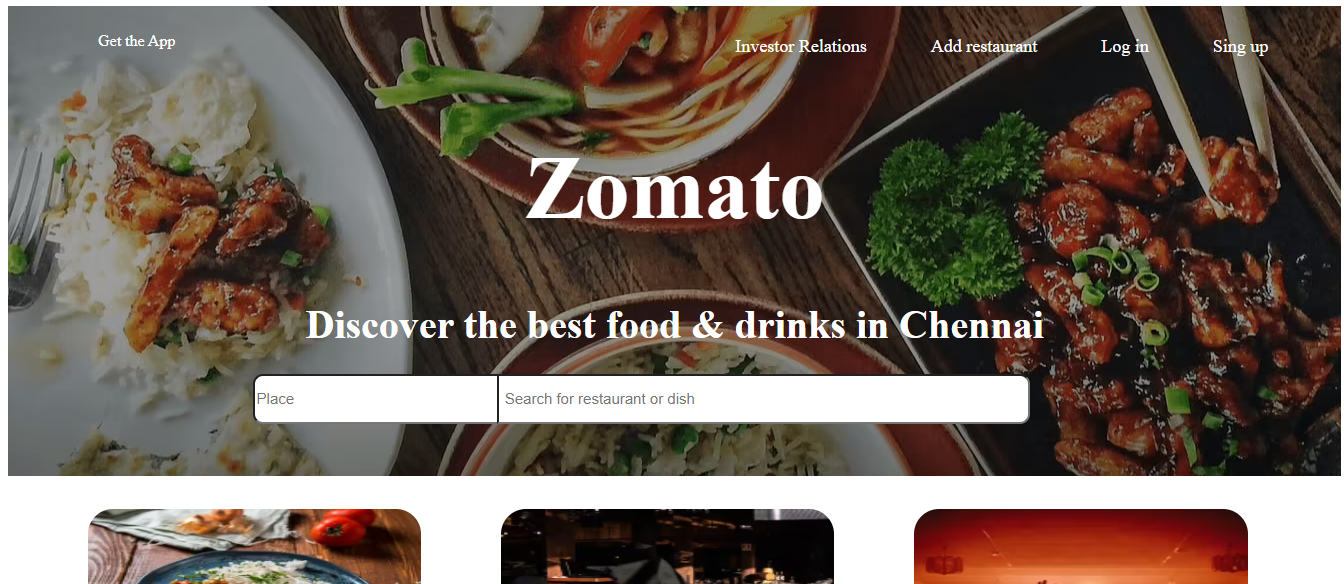 Get the App
Investor Relations Add restaurant Log in Sing up
Zomato
Discover the best food & drinks in Chennai
Place Search for restaurant or dish